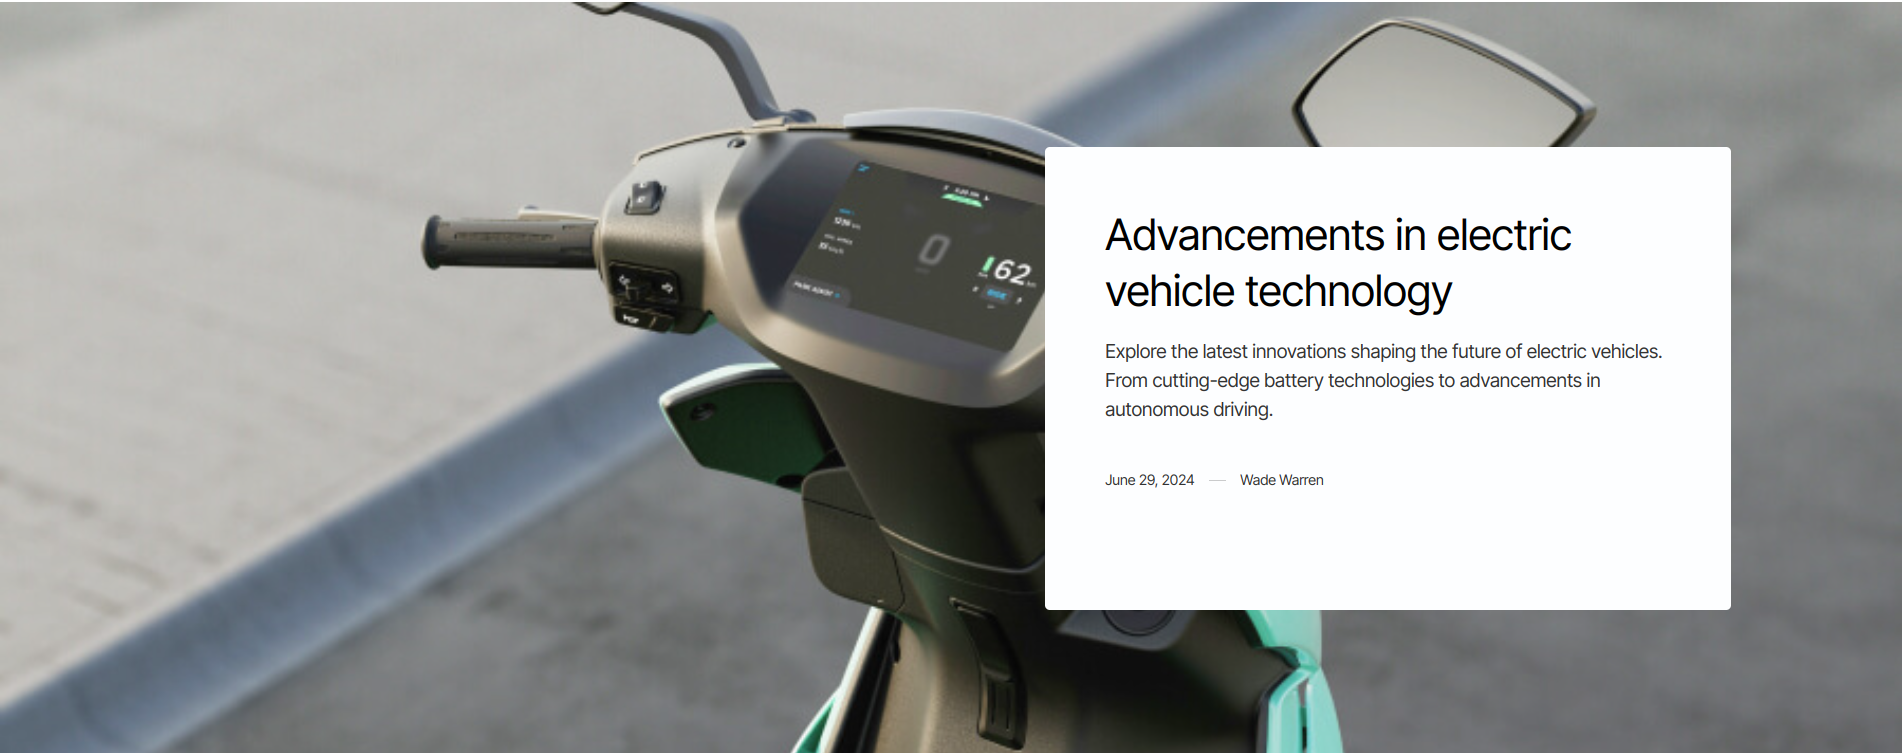 0
62
Advancements in electric
vehicle technology
Explore the latest innovations shaping the future of electric vehicles.
From cutting-edge battery technologies to advancements in
autonomous driving.
June 29, 2024 — Wade Warren